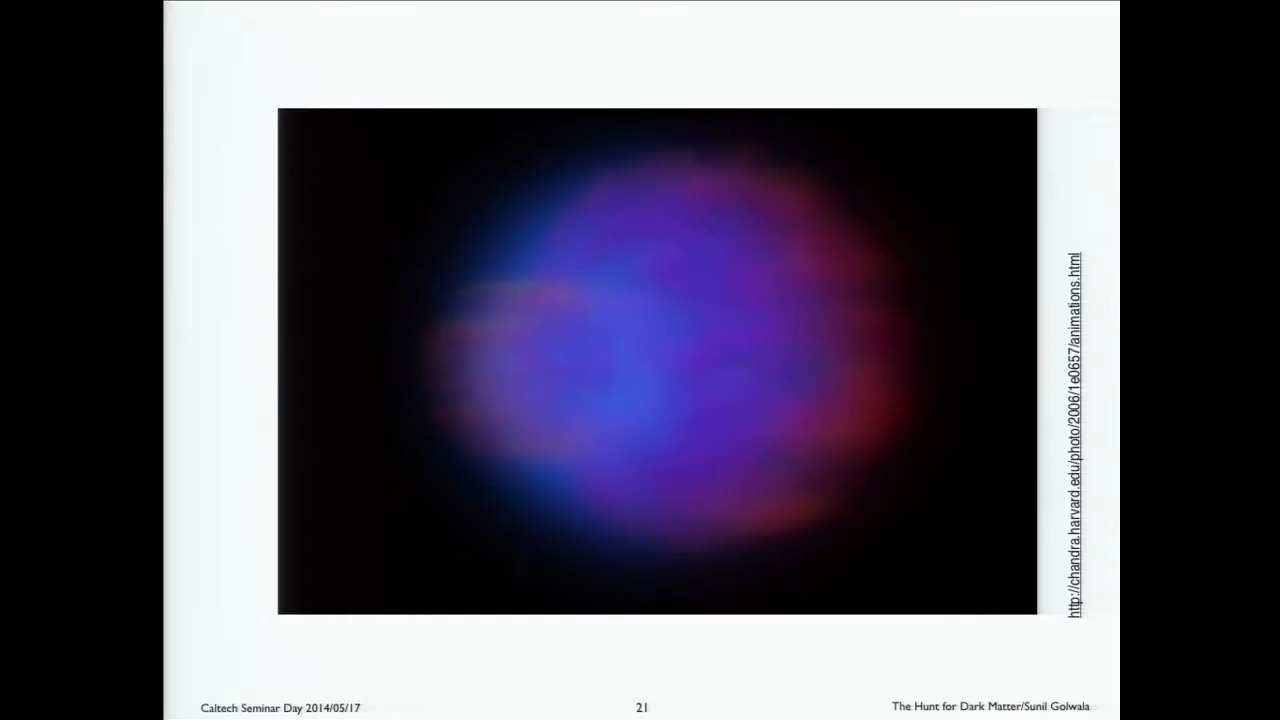 http://chandra.harvard.edu/photo/2006/1e0657/animations.html
Caltech Seminar Day 2014/05/17
21
The Hunt for Dark Matter/Sunil Golwala